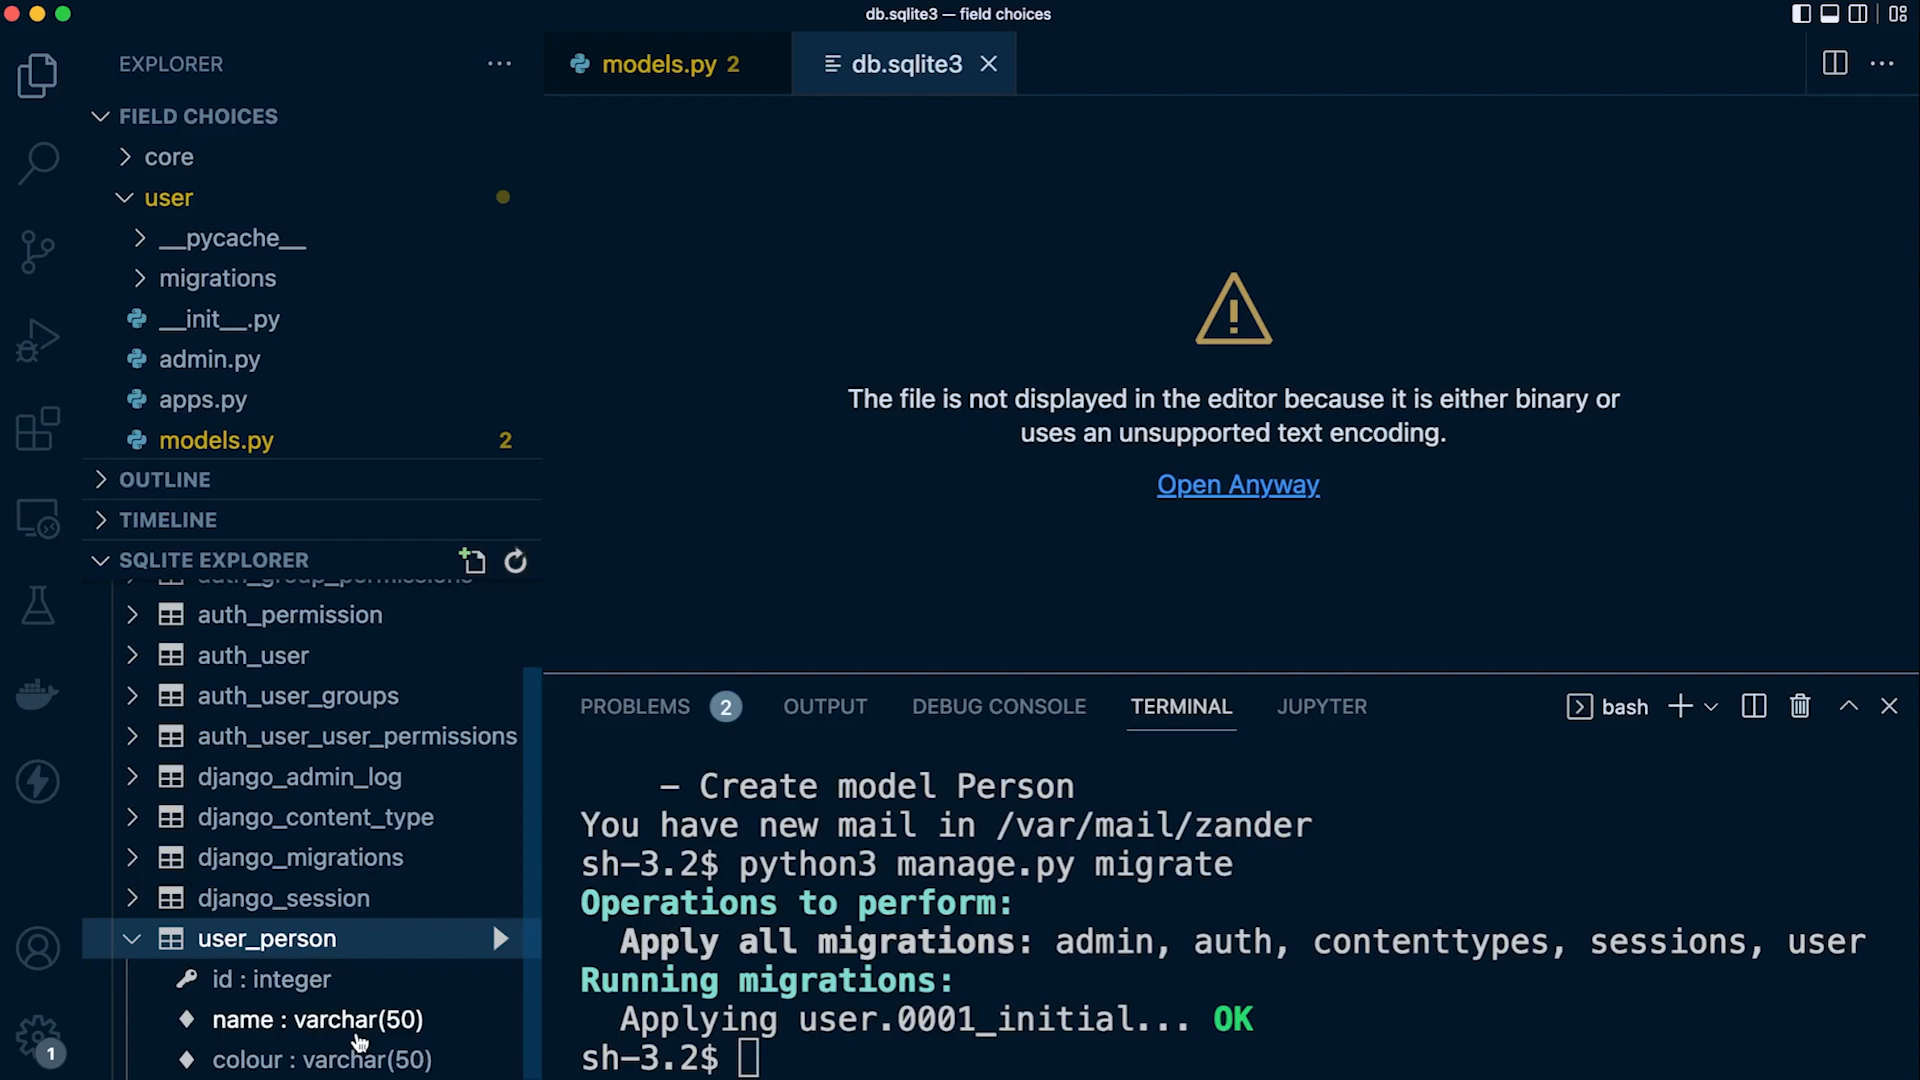 db.sqlite3 — field choices
EXPLORER
models.py 2
db.sqlite3
FIELD CHOICES
core
user
__pycache__
migrations
__init__.py
admin.py
apps.py
models.py 2
OUTLINE
TIMELINE
SQLITE EXPLORER
auth_group_permissions
auth_permission
auth_user
auth_user_groups
auth_user_user_permissions
django_admin_log
django_content_type
django_migrations
django_session
user_person
id : integer
name : varchar(50)
colour : varchar(50)
1
The file is not displayed in the editor because it is either binary or
uses an unsupported text encoding.
Open Anyway
PROBLEMS 2 OUTPUT DEBUG CONSOLE TERMINAL JUPYTER bash
– Create model Person
You have new mail in /var/mail/zander
sh-3.2$ python3 manage.py migrate
Operations to perform:
Apply all migrations: admin, auth, contenttypes, sessions, user
Running migrations:
Applying user.0001_initial... OK
sh-3.2$